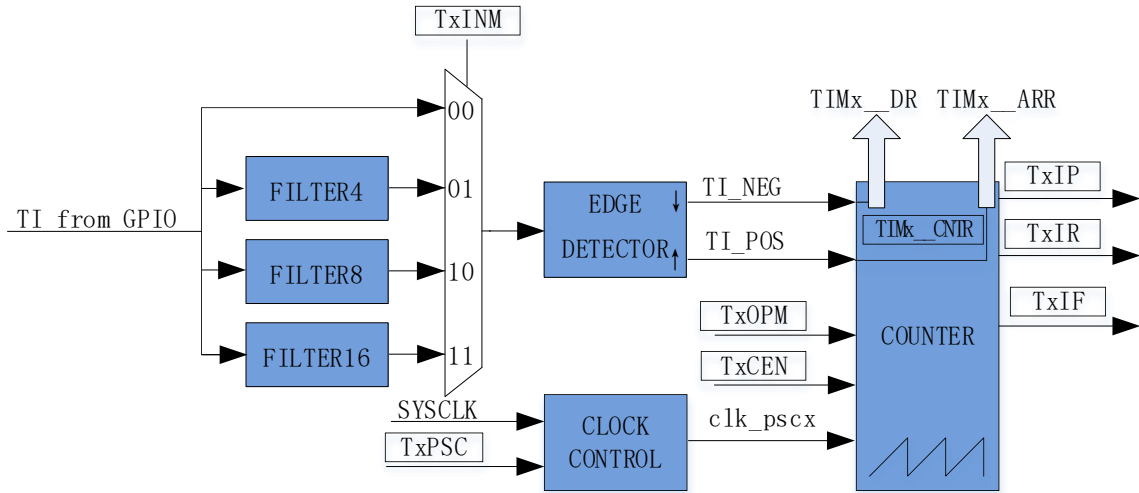 TxINM
TIMx__DR
TIMx__ARR
00
FILTER4
01
TI_NEG
TxIP
EDGE
↓
TI from GPIO
TIMx__CNTR
TxIR
DETECTOR
↑
TI_POS
FILTER8
10
TxIF
TxOPM
COUNTER
FILTER16
11
TxCEN
SYSCLK
CLOCK
clk_pscx
TxPSC
CONTROL